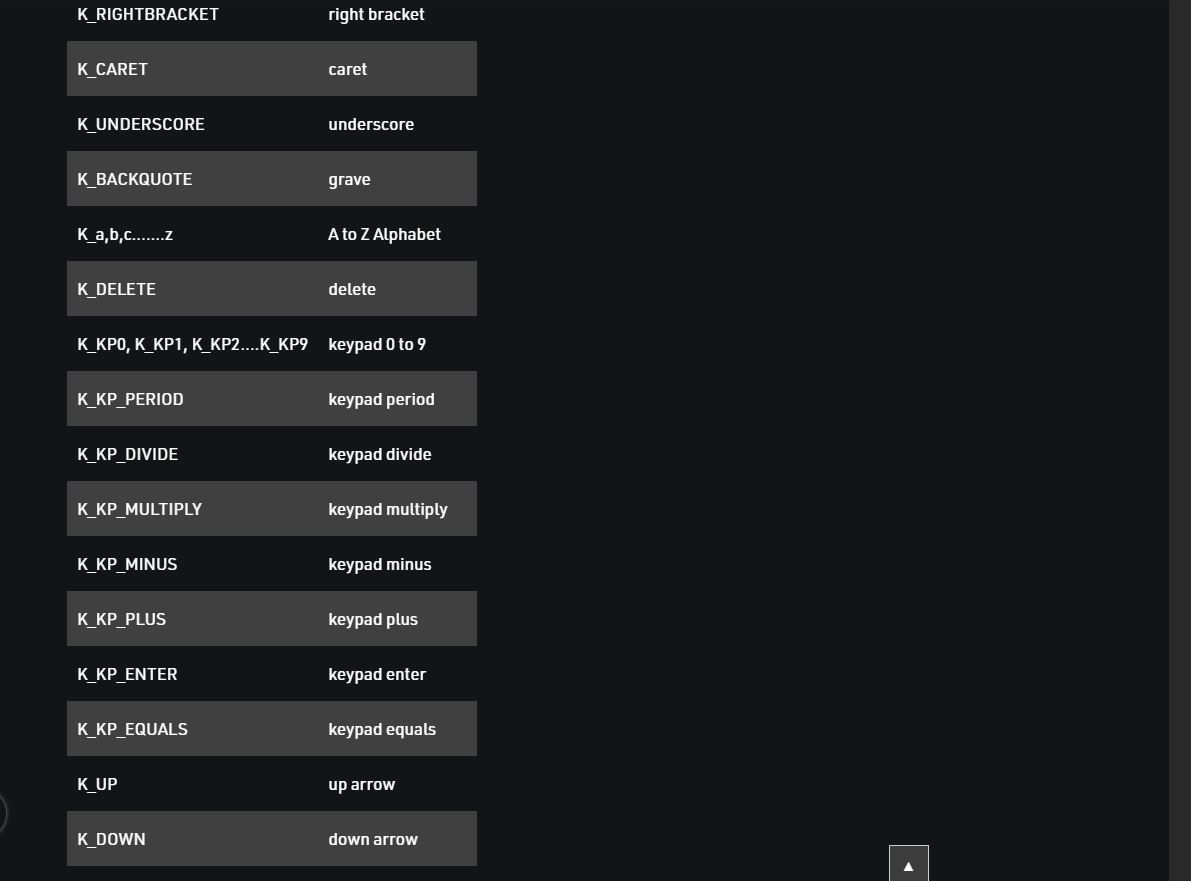 K_RIGHTBRACKET right bracket
K_CARET caret
K_UNDERSCORE underscore
K_BACKQUOTE grave
K_a,b,c.......z A to Z Alphabet
K_DELETE delete
K_KP0, K_KP1, K_KP2....K_KP9 keypad 0 to 9
K_KP_PERIOD keypad period
K_KP_DIVIDE keypad divide
K_KP_MULTIPLY keypad multiply
K_KP_MINUS keypad minus
K_KP_PLUS keypad plus
K_KP_ENTER keypad enter
K_KP_EQUALS keypad equals
K_UP up arrow
K_DOWN down arrow